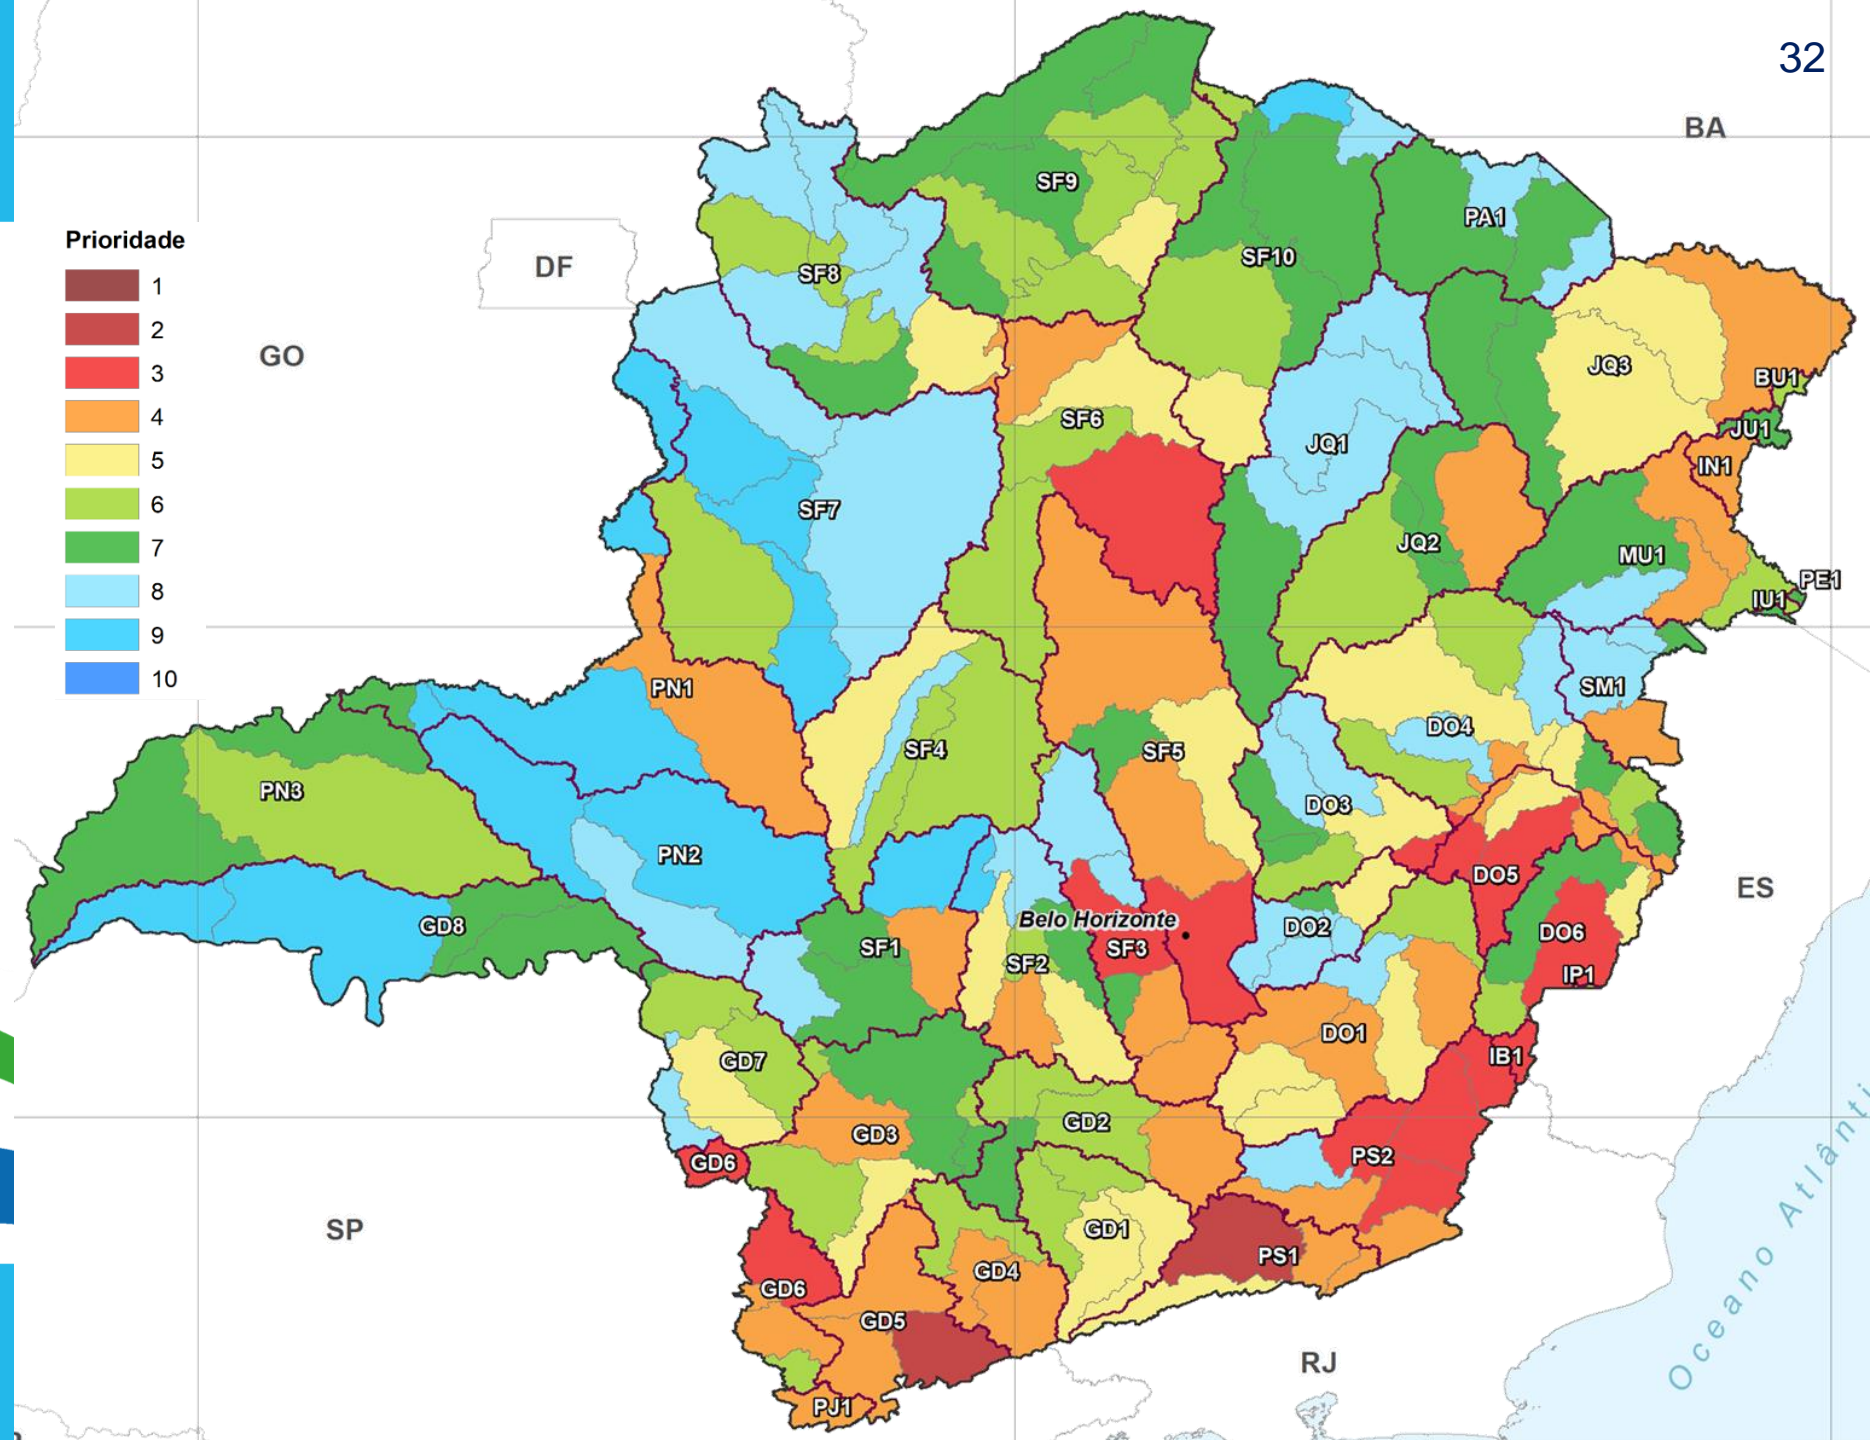 32
BA
SF9
PA1
Prioridade
DF
SF8
SF10
1
2
GO
3
JQ3
BU1
4
SF6
JU1
5
JQ1
IN1
6
SF7
7
JQ2
MU1
8
PE1
IU1
9
10
PN1
SM1
DO4
SF4
SF5
PN3
DO3
PN2
DO5
ES
Belo Horizonte
GD8
SF1
SF3
DO2
DO6
SF2
IP1
DO1
GD7
IB1
GD2
GD3
GD6
PS2
SP
GD1
PS1
GD4
GD6
GD5
RJ
PJ1
Oceano Atlânti